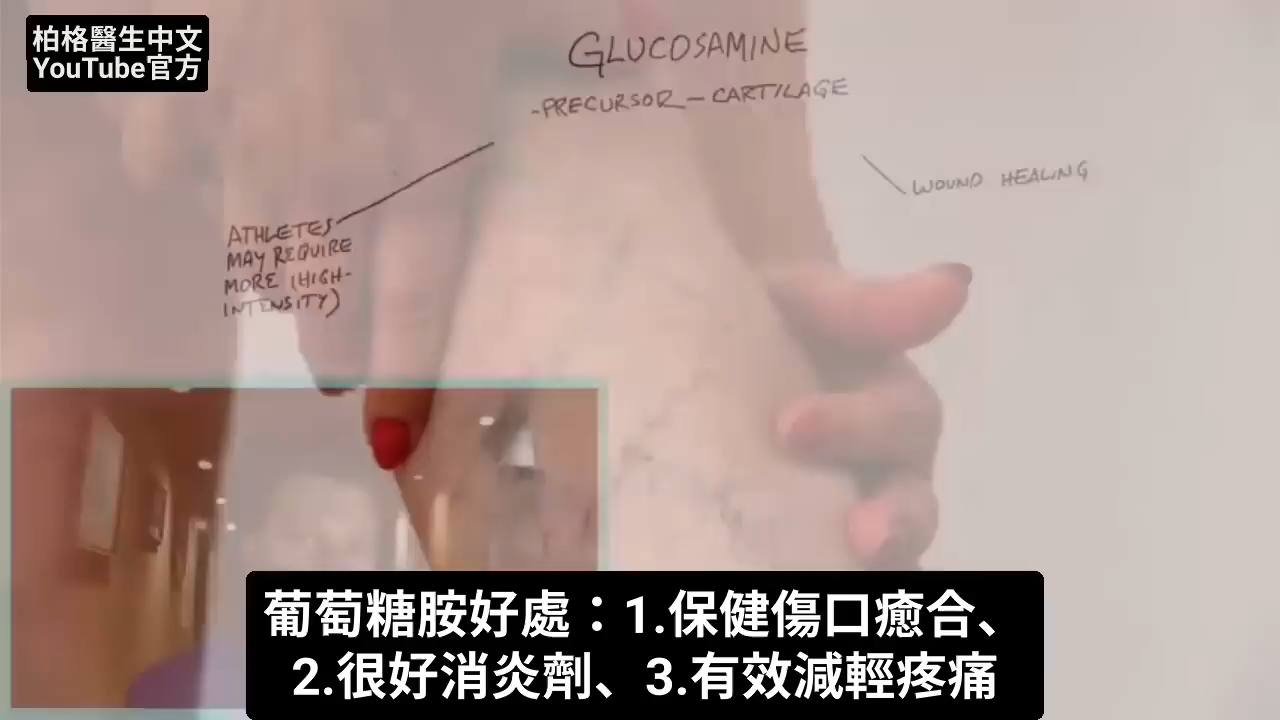 柏格醫生中文
YouTube官方
GLUCOSAMINE
-PRECURSOR-CARTILAGE
WOUND HEALING
ATHLETES
MAY REQUIRE
MORE (HIGH-
INTENSITY)
葡萄糖胺好處：1.保健傷口癒合、
2.很好消炎劑、3.有效減輕疼痛